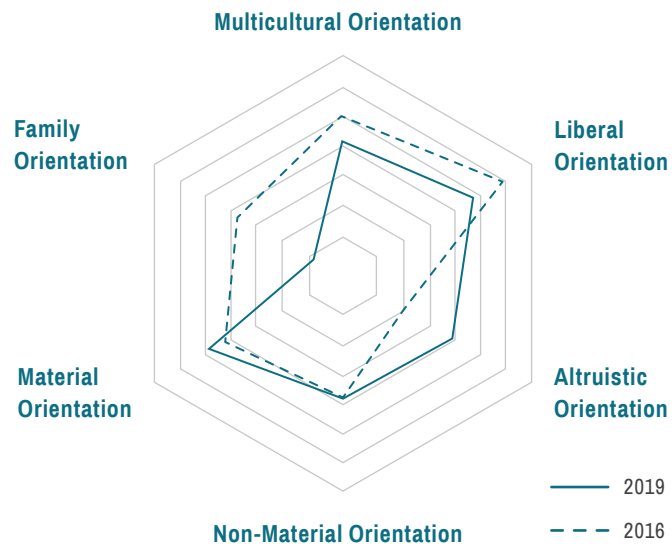 Multicultural Orientation
Family
Orientation
Liberal
Orientation
Material
Orientation
Altruistic
Orientation
Non-Material Orientation
2019
2016